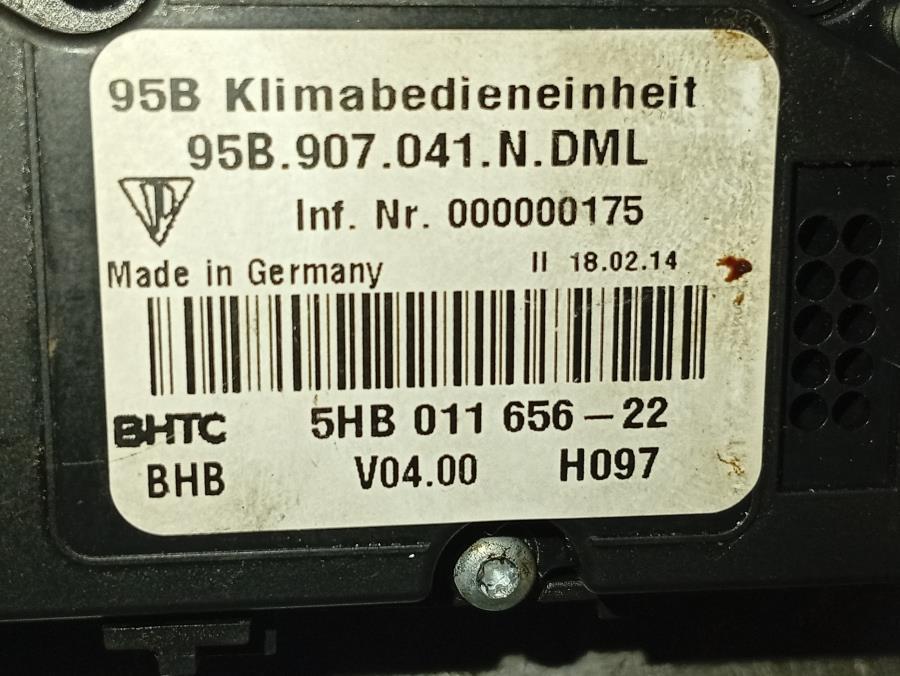 95B Klimabedieneinheit
95B.907.041.N.DML
Inf. Nr. 000000175
Made in Germany II 18.02.14
BHTC 5HB 011 656-22
BHB V04.00 H097